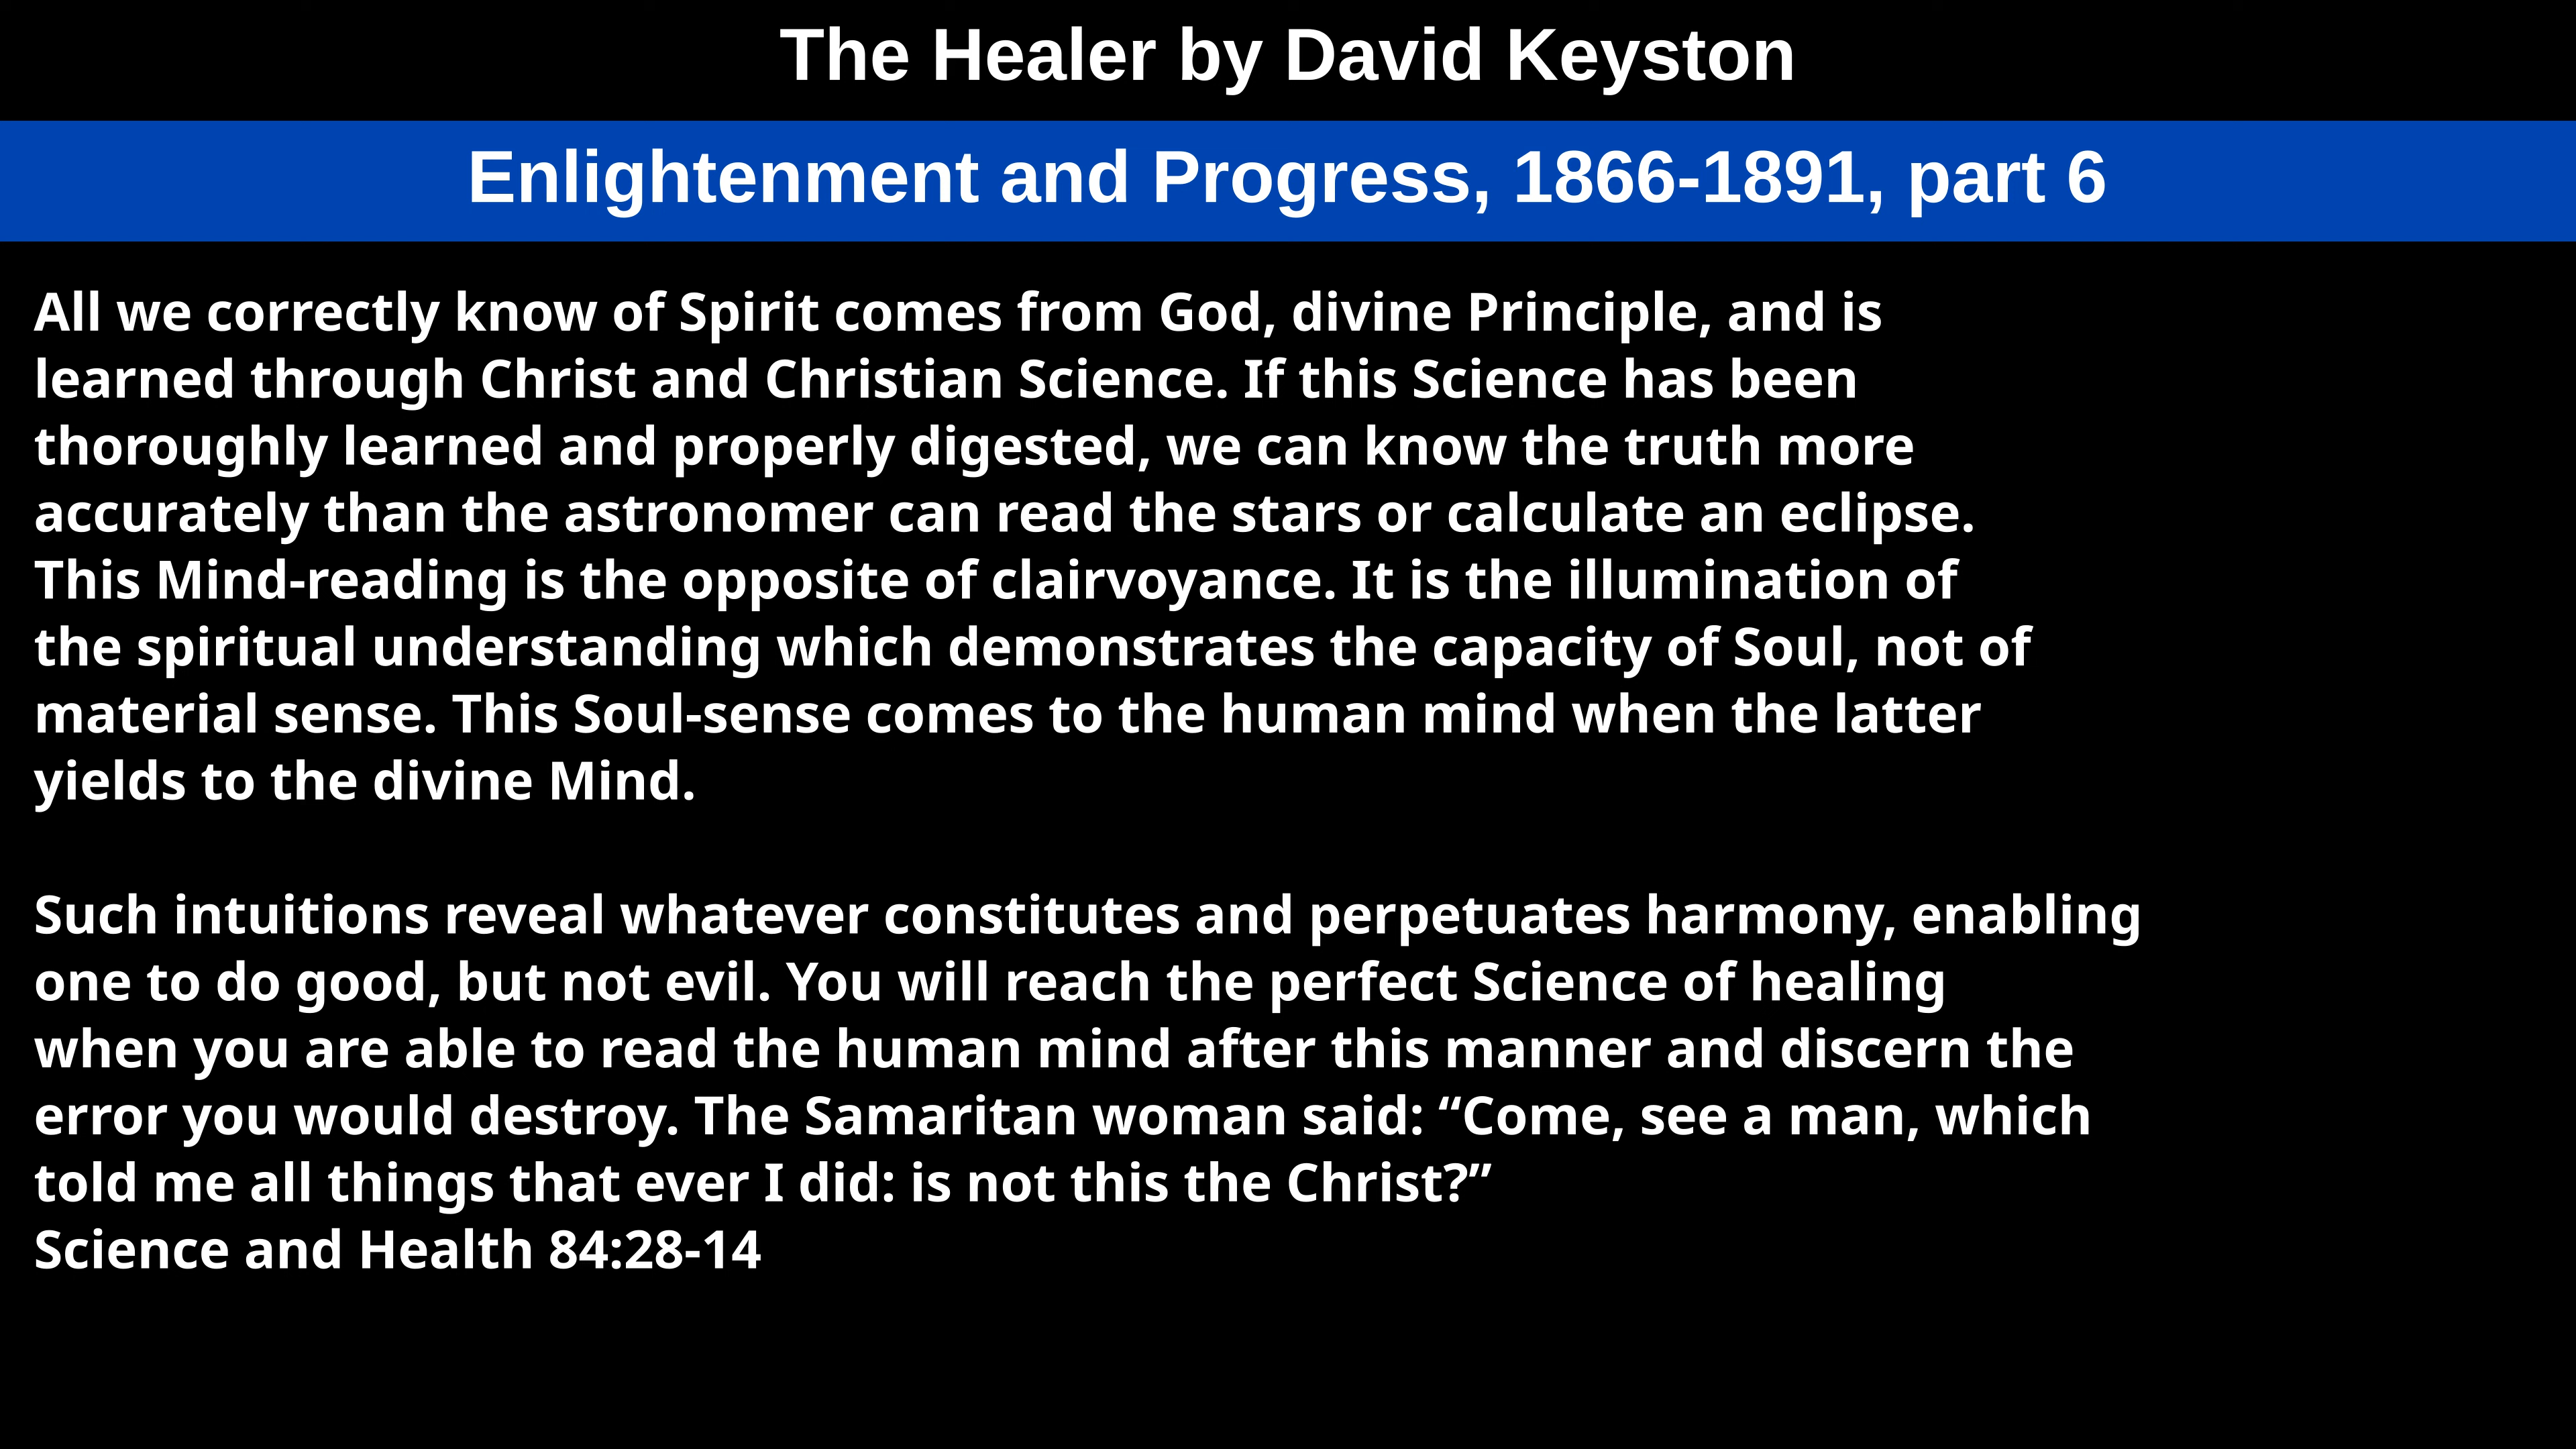 The Healer by David Keyston
Enlightenment and Progress, 1866-1891, part 6
All we correctly know of Spirit comes from God, divine Principle, and is
learned through Christ and Christian Science. If this Science has been
thoroughly learned and properly digested, we can know the truth more
accurately than the astronomer can read the stars or calculate an eclipse.
This Mind-reading is the opposite of clairvoyance. It is the illumination of
the spiritual understanding which demonstrates the capacity of Soul, not of
material sense. This Soul-sense comes to the human mind when the latter
yields to the divine Mind.
Such intuitions reveal whatever constitutes and perpetuates harmony, enabling
one to do good, but not evil. You will reach the perfect Science of healing
when you are able to read the human mind after this manner and discern the
error you would destroy. The Samaritan woman said: “Come, see a man, which
told me all things that ever I did: is not this the Christ?”
Science and Health 84:28-14